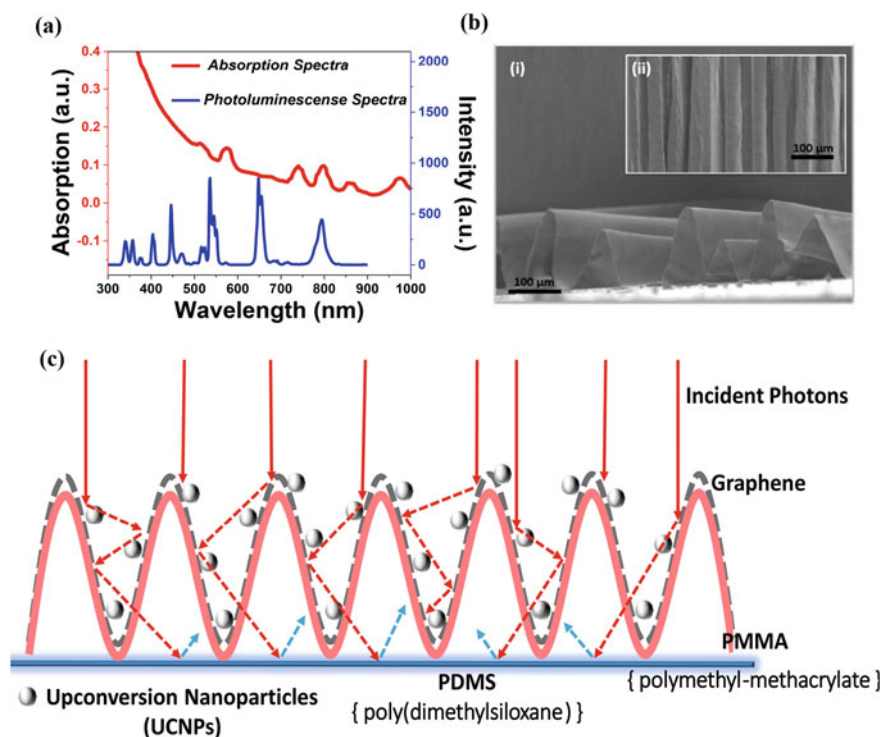 (a)
Absorption Spectra
Photoluminescense Spectra
Absorption (a.u.)
0.4
0.3
0.2
0.1
0.0
-0.1
2000
1500
1000
500
0
Intensity (a.u.)
300 400 500 600 700 800 900 1000
Wavelength (nm)
(b)
(i)
(ii)
100 µm
100 µm
(c)
Incident Photons
Graphene
PMMA
{ polymethyl-methacrylate }
PDMS
{ poly(dimethylsiloxane) }
Upconversion Nanoparticles
(UCNPs)